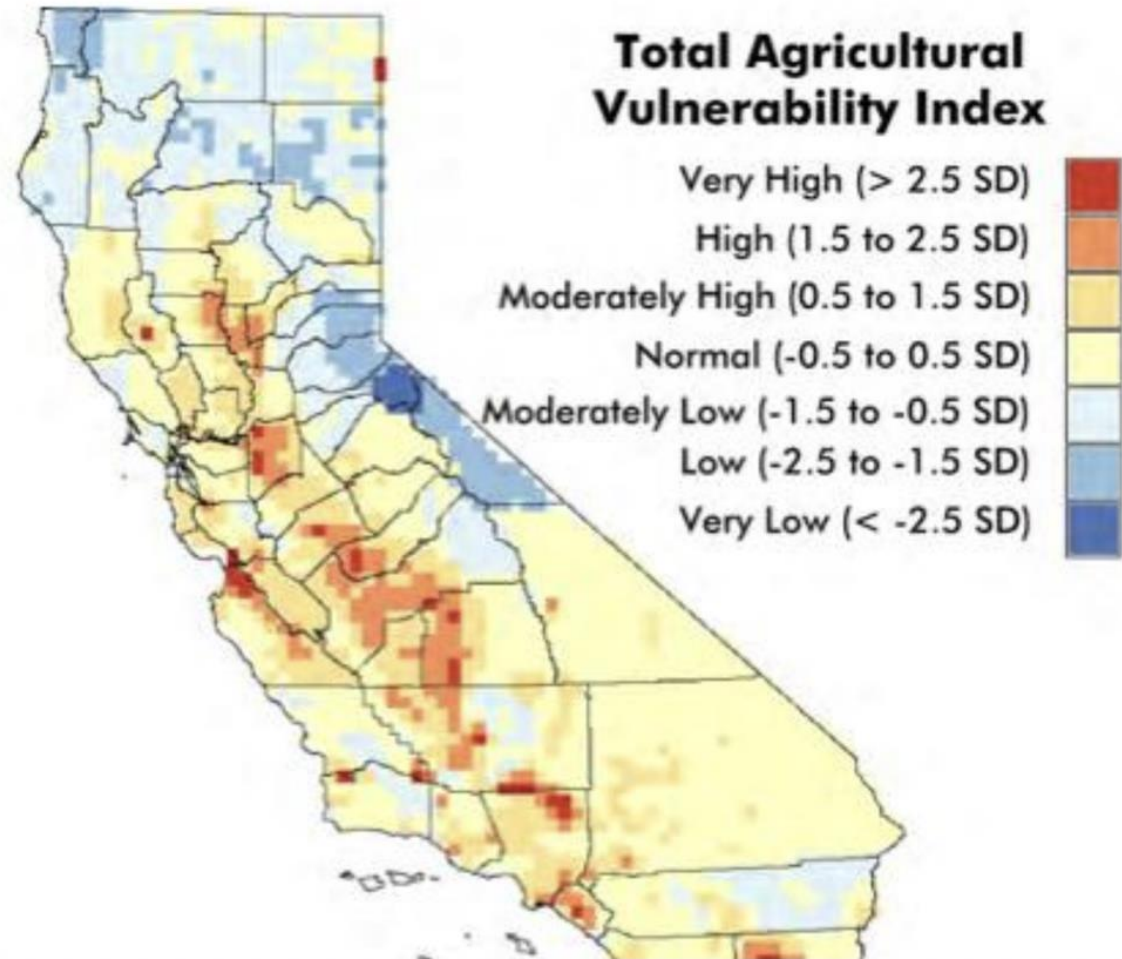 Total Agricultural
Vulnerability Index
Very High (> 2.5 SD)
High (1.5 to 2.5 SD)
Moderately High (0.5 to 1.5 SD)
Normal (-0.5 to 0.5 SD)
Moderately Low (-1.5 to -0.5 SD)
Low (-2.5 to -1.5 SD)
Very Low (< -2.5 SD)